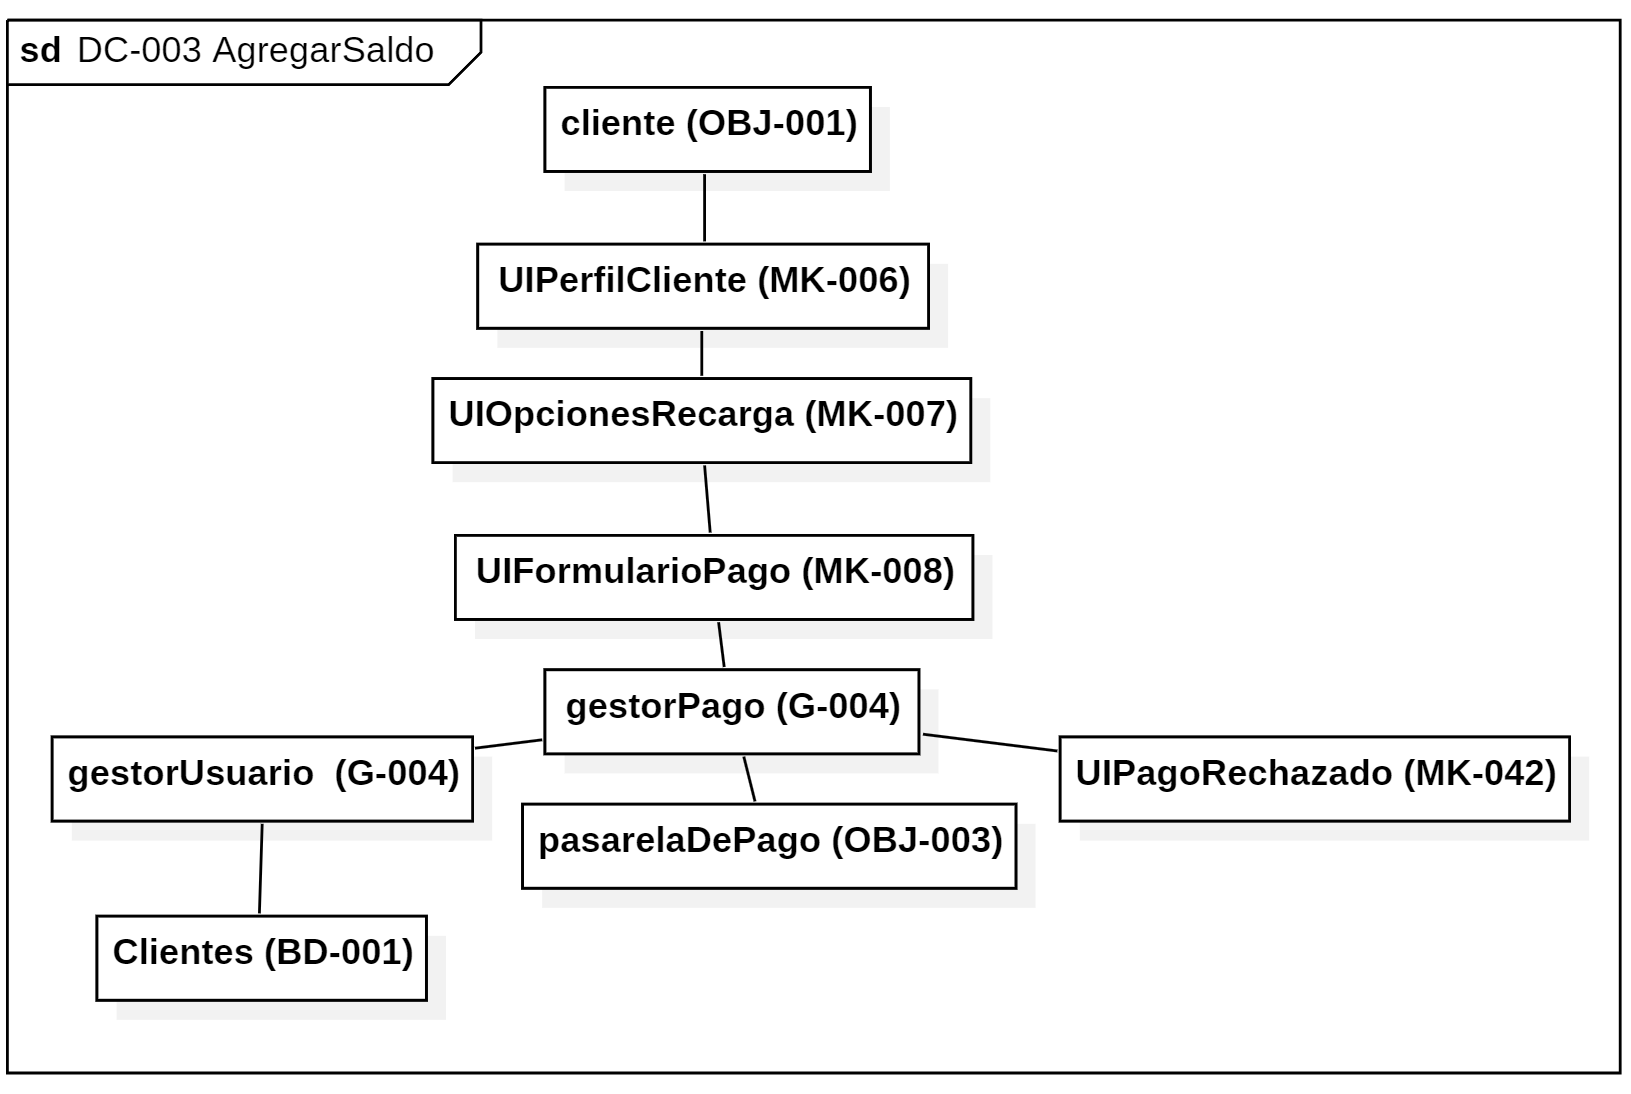 sd DC-003 AgregarSaldo
cliente (OBJ-001)
UIPerfilCliente (MK-006)
UIOpcionesRecarga (MK-007)
UIFormularioPago (MK-008)
gestorPago (G-004)
gestorUsuario  (G-004)
UIPagoRechazado (MK-042)
pasarelaDePago (OBJ-003)
Clientes (BD-001)